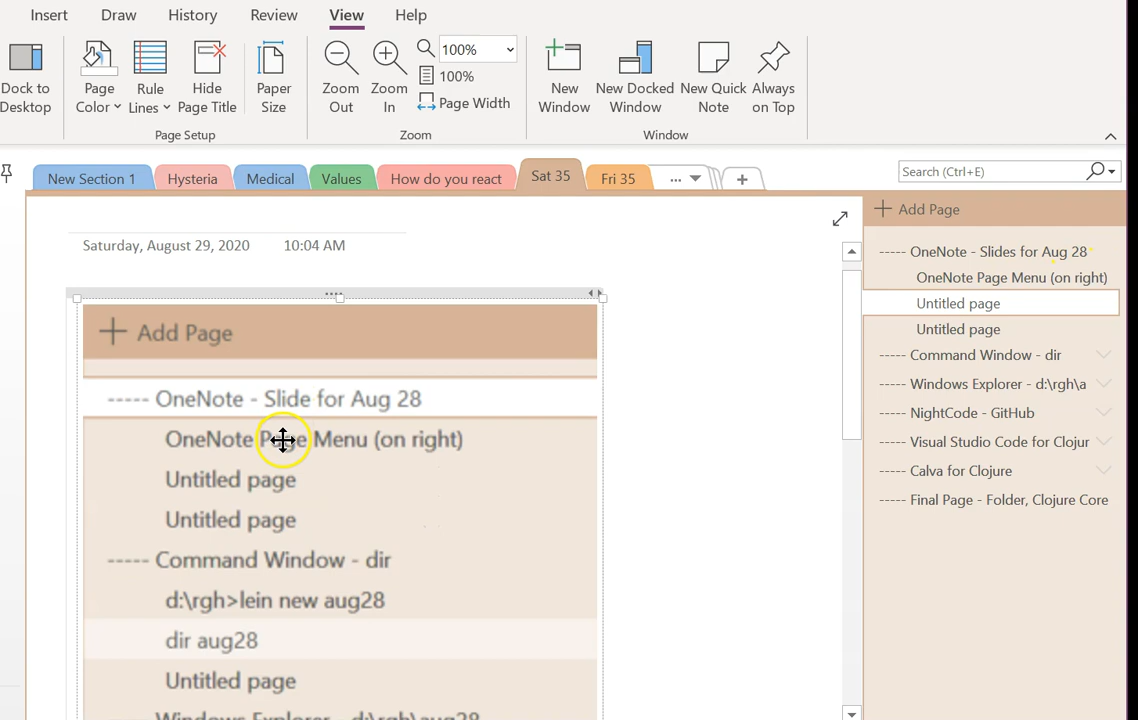 Insert Draw History Review View Help
Dock to Desktop
Page Color
Rule Lines
Hide Page Title
Paper Size
Zoom Out
Zoom In
100%
100%
Page Width
New Window
New Docked Window
New Quick Note
Always on Top
Page Setup
Zoom
Window
New Section 1 Hysteria Medical Values How do you react Sat 35 Fri 35 ...
Search (Ctrl+E)
Saturday, August 29, 2020 10:04 AM
Add Page
----- OneNote - Slide for Aug 28
OneNote Page Menu (on right)
Untitled page
Untitled page
----- Command Window - dir
d:\rgh>lein new aug28
dir aug28
Untitled page
----- Windows Explorer - d:\rgh\aug28
Add Page
----- OneNote - Slides for Aug 28
OneNote Page Menu (on right)
Untitled page
Untitled page
----- Command Window - dir
----- Windows Explorer - d:\rgh\a
----- NightCode - GitHub
----- Visual Studio Code for Clojur
----- Calva for Clojure
----- Final Page - Folder, Clojure Core